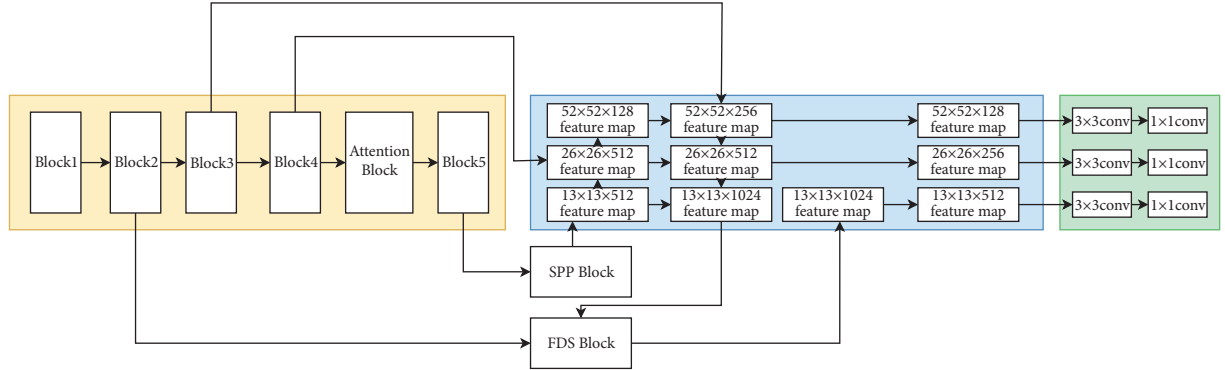 Block1
Block2
Block3
Block4
Attention
Block
Block5
52×52×128
feature map
52×52×256
feature map
52×52×128
feature map
3×3conv
1×1conv
26×26×512
feature map
26×26×512
feature map
26×26×256
feature map
3×3conv
1×1conv
13×13×512
feature map
13×13×1024
feature map
13×13×1024
feature map
13×13×512
feature map
3×3conv
1×1conv
SPP Block
FDS Block